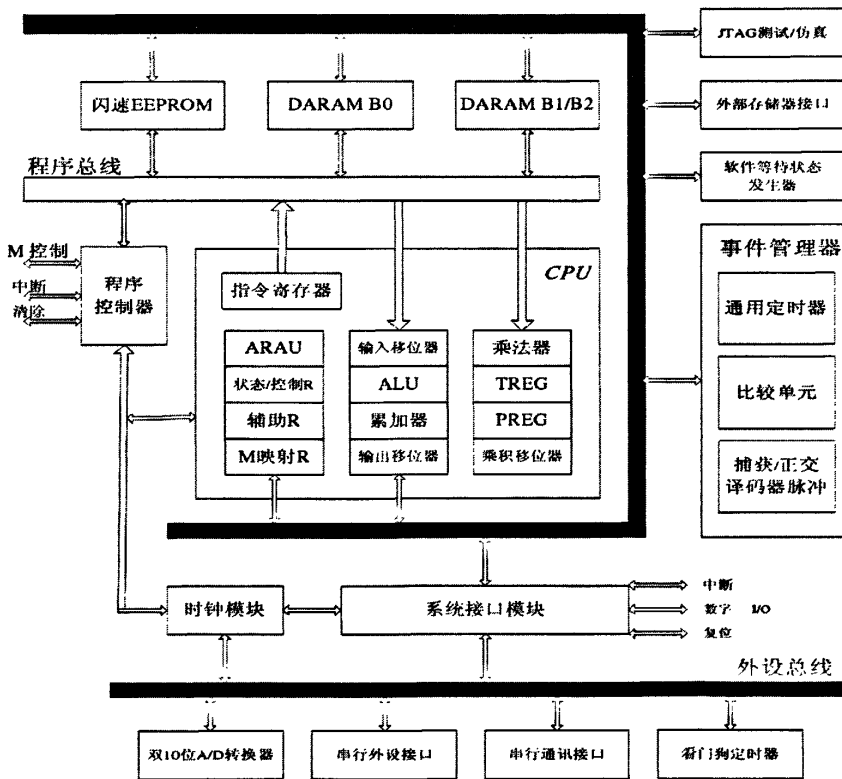 JTAG测试/仿真
闪速EEPROM
DARAM B0
DARAM B1/B2
外部存储器接口
程序总线
软件等待状态
发生器
M 控制
中断
清除
程序
控制器
CPU
指令寄存器
ARAU
状态/控制R
辅助R
M映射R
输入移位器
ALU
累加器
输出移位器
乘法器
TREG
PREG
乘积移位器
事件管理器
通用定时器
比较单元
捕获/正交
译码器脉冲
时钟模块
系统接口模块
中断
数字 I/O
复位
外设总线
双10位A/D转换器
串行外设接口
串行通讯接口
看门狗定时器